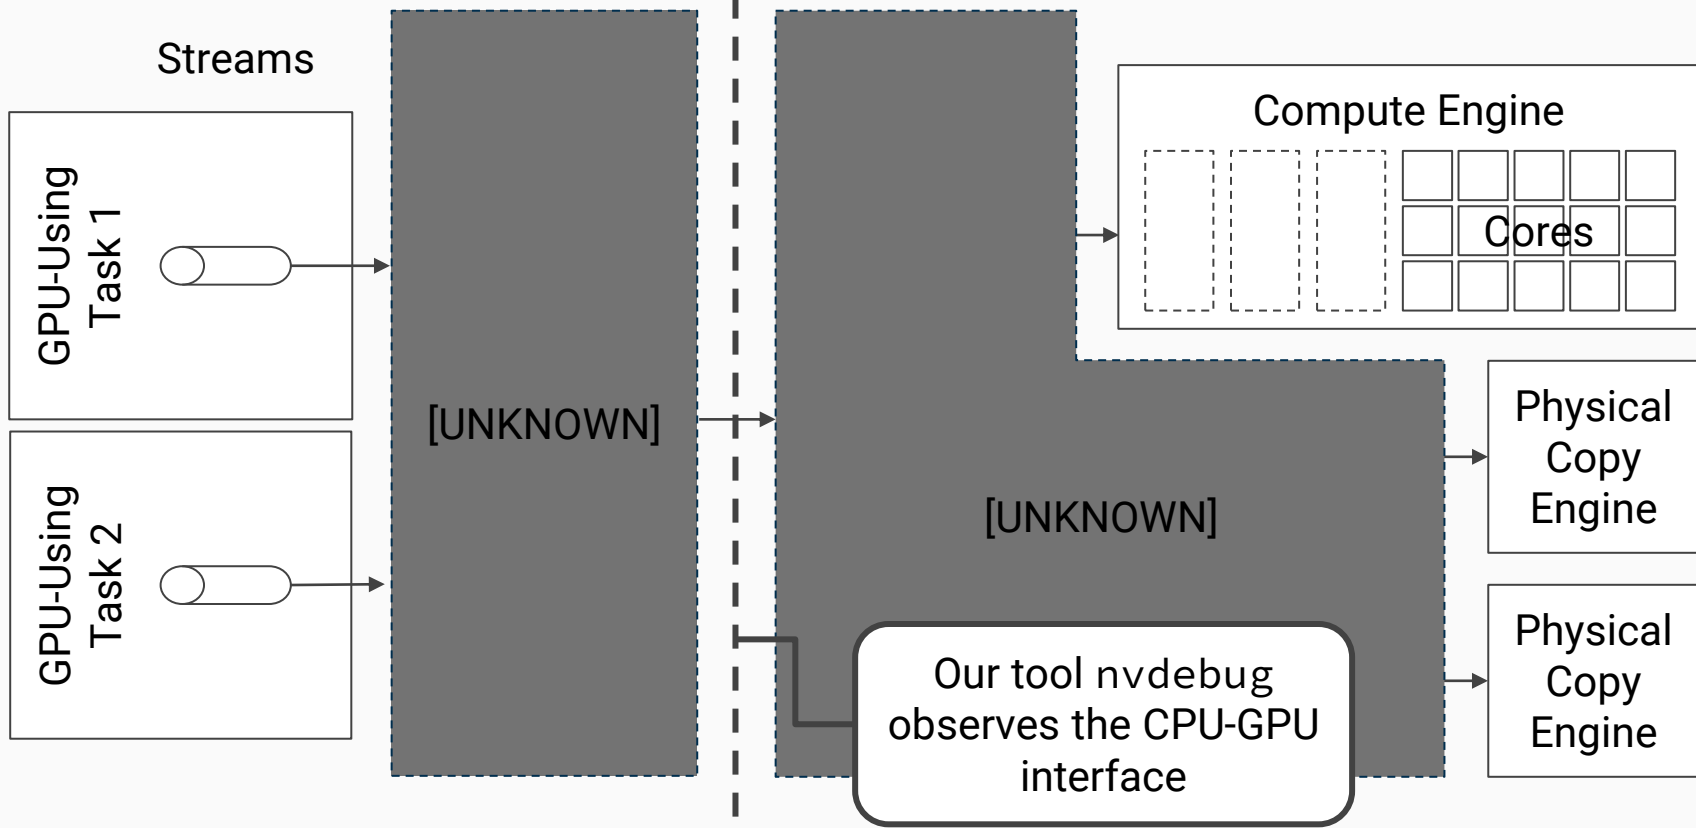 Streams
GPU-Using
Task 1
GPU-Using
Task 2
[UNKNOWN]
[UNKNOWN]
Compute Engine
Cores
Physical
Copy
Engine
Physical
Copy
Engine
Our tool nvdebug
observes the CPU-GPU
interface